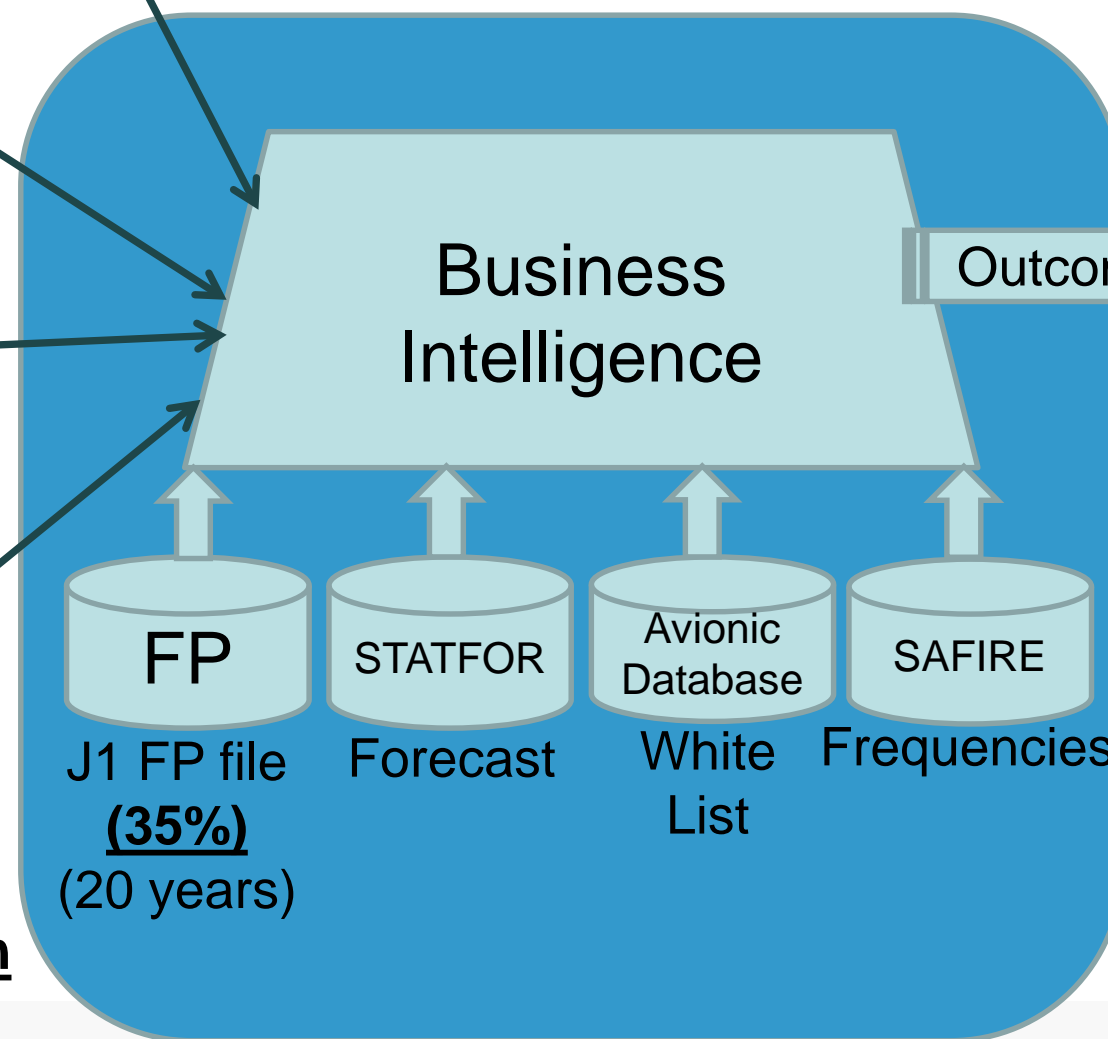 Business
Intelligence
FP
STATFOR
Avionic
Database
SAFIRE
J1 FP file
(35%)
(20 years)
Forecast
White
List
Frequencies